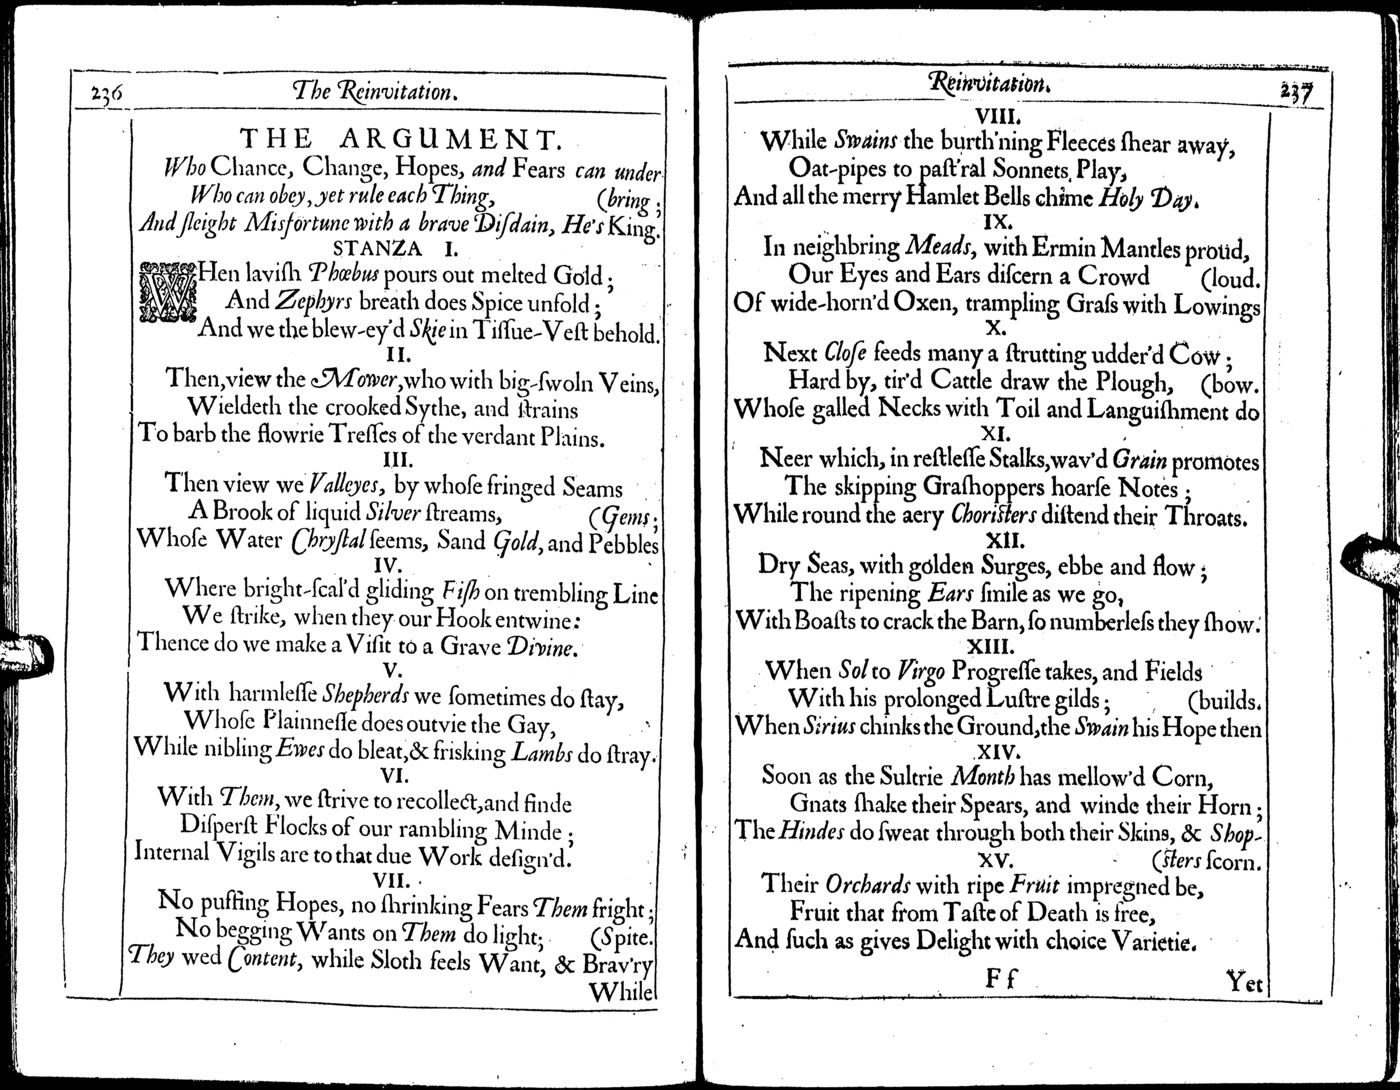 236 The Reinvitation.
THE ARGUMENT.
Who Chance, Change, Hopes, and Fears can under
Who can obey, yet rule each Thing, (bring;
And ſleight Misfortune with a brave Diſdain, He's King.
STANZA I.
WHen laviſh Phœbus pours out melted Gold;
And Zephyrs breath does Spice unfold;
And we the blew-ey'd Skie in Tiſſue-Veſt behold.
II.
Then, view the Mower, who with big-ſwoln Veins,
Wieldeth the crooked Sythe, and ſtrains
To barb the flowrie Treſſes of the verdant Plains.
III.
Then view we Valleyes, by whoſe fringed Seams
A Brook of liquid Silver ſtreams, (Gems;
Whoſe Water Chryſtal ſeems, Sand Gold, and Pebbles
IV.
Where bright-ſcal'd gliding Fiſh on trembling Line
We ſtrike, when they our Hook entwine:
Thence do we make a Viſit to a Grave Divine.
V.
With harmleſſe Shepherds we ſometimes do ſtay,
Whoſe Plainneſſe does outvie the Gay,
While nibling Ewes do bleat, & frisking Lambs do ſtray.
VI.
With Them, we ſtrive to recollect, and finde
Diſperſt Flocks of our rambling Minde;
Internal Vigils are to that due Work deſign'd.
VII.
No puffing Hopes, no ſhrinking Fears Them fright;
No begging Wants on Them do light; (Spite.
They wed Content, while Sloth feels Want, & Brav'ry
While
Reinvitation. 237
VIII.
While Swains the burth'ning Fleeces ſhear away,
Oat-pipes to paſt'ral Sonnets Play,
And all the merry Hamlet Bells chime Holy Day.
IX.
In neighbring Meads, with Ermin Mantles proud,
Our Eyes and Ears diſcern a Crowd (loud.
Of wide-horn'd Oxen, trampling Graſs with Lowings
X.
Next Cloſe feeds many a ſtrutting udder'd Cow;
Hard by, tir'd Cattle draw the Plough, (bow.
Whoſe galled Necks with Toil and Languiſhment do
XI.
Neer which, in reſtleſſe Stalks, wav'd Grain promotes
The skipping Graſhoppers hoarſe Notes;
While round the aery Choriſters diſtend their Throats.
XII.
Dry Seas, with golden Surges, ebbe and flow;
The ripening Ears ſmile as we go,
With Boaſts to crack the Barn, ſo numberleſs they ſhow.
XIII.
When Sol to Virgo Progreſſe takes, and Fields
With his prolonged Luſtre gilds; (builds.
When Sirius chinks the Ground, the Swain his Hope then
XIV.
Soon as the Sultrie Month has mellow'd Corn,
Gnats ſhake their Spears, and winde their Horn;
The Hindes do ſweat through both their Skins, & Shop-
XV. (ſters ſcorn.
Their Orchards with ripe Fruit impregned be,
Fruit that from Taſte of Death is free,
And ſuch as gives Delight with choice Varietie.
F f Yet